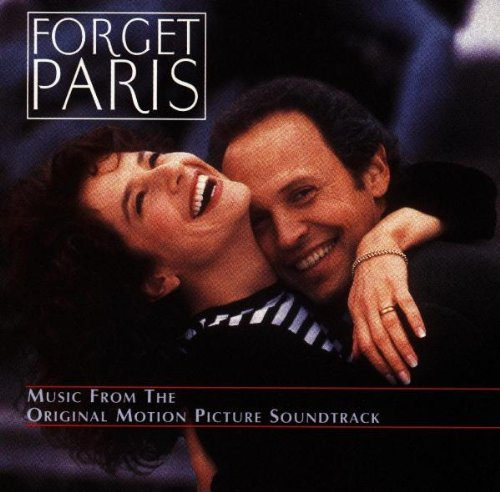 FORGET
PARIS
MUSIC FROM THE
ORIGINAL MOTION PICTURE SOUNDTRACK